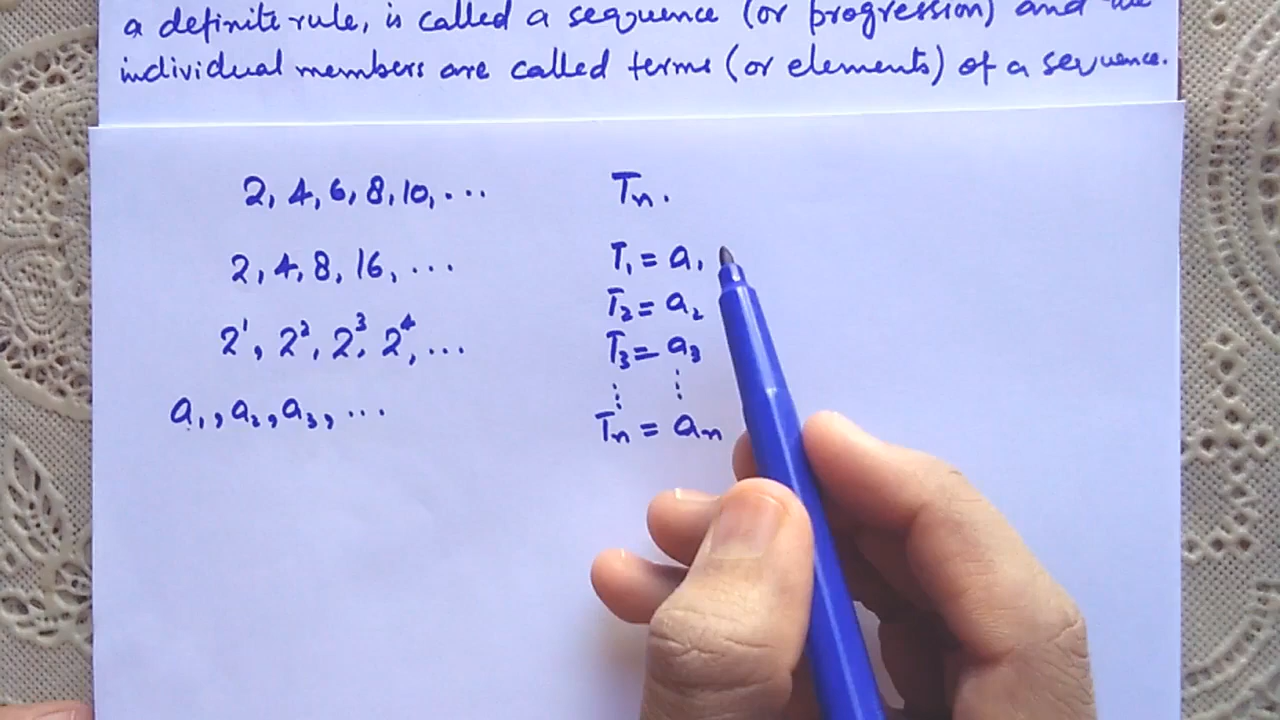 a definite rule, is called a sequence (or progression) and the
individual members are called terms (or elements) of a sequence.
2, 4, 6, 8, 10, ...
2, 4, 8, 16, ...
2¹, 2², 2³, 2⁴, ...
a₁, a₂, a₃, ...
Tₙ.
T₁ = a₁
T₂ = a₂
T₃ = a₃
⋮ ⋮
Tₙ = aₙ